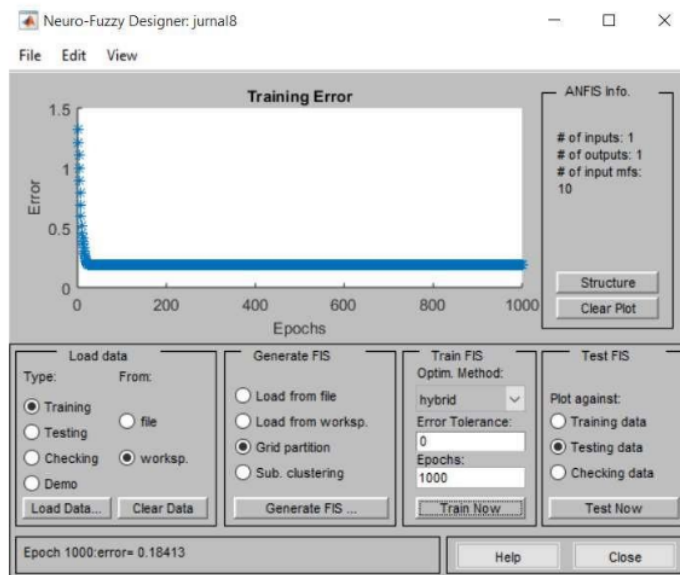 Neuro-Fuzzy Designer: jurnal8
File Edit View
Training Error
1.5
1
0.5
0
Error
0 200 400 600 800 1000
Epochs
ANFIS Info.
# of inputs: 1
# of outputs: 1
# of input mfs:
10
Structure
Clear Plot
Load data
Type: From:
Training
Testing
Checking
Demo
file
worksp.
Load Data... Clear Data
Generate FIS
Load from file
Load from worksp.
Grid partition
Sub. clustering
Generate FIS ...
Train FIS
Optim. Method:
hybrid
Error Tolerance:
0
Epochs:
1000
Train Now
Test FIS
Plot against:
Training data
Testing data
Checking data
Test Now
Epoch 1000:error= 0.18413
Help Close